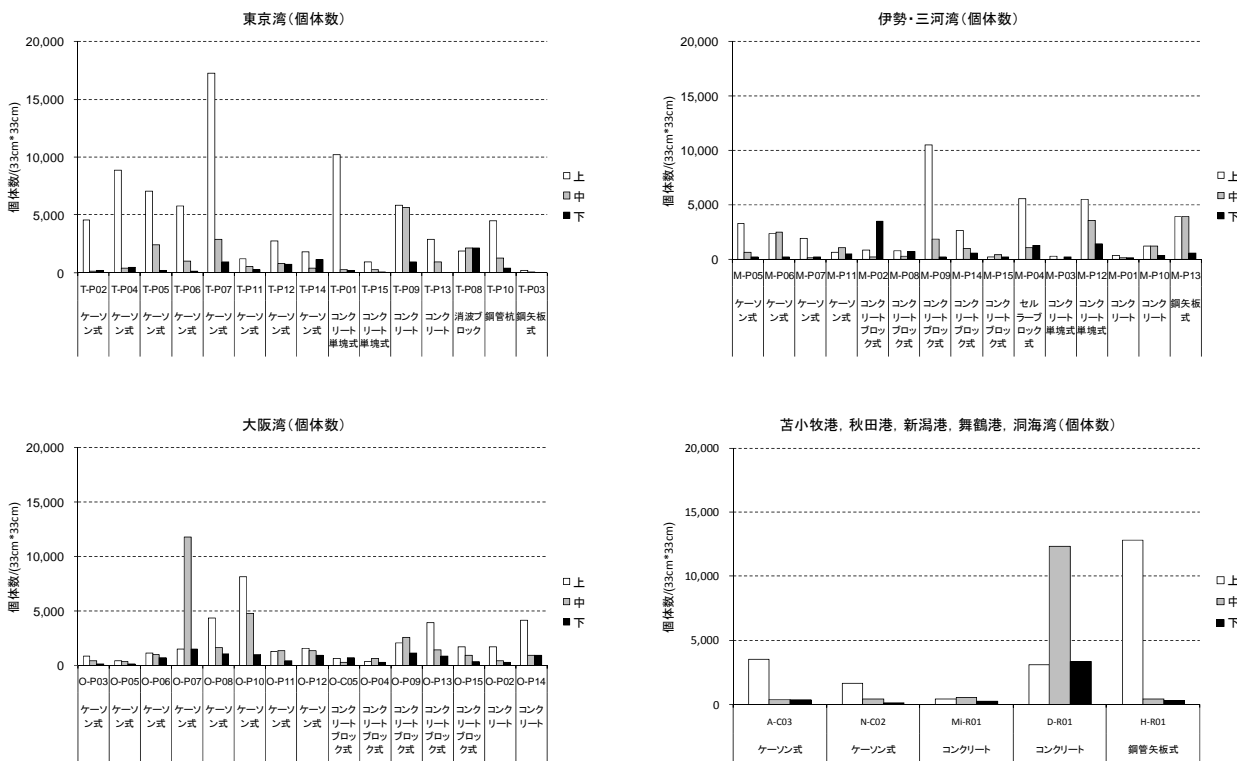 東京湾(個体数)
個体数/(33cm*33cm)
20,000
15,000
10,000
5,000
0
T-P02 T-P04 T-P05 T-P06 T-P07 T-P11 T-P12 T-P14 T-P01 T-P15 T-P09 T-P13 T-P08 T-P10 T-P03
ケーソン式 ケーソン式 ケーソン式 ケーソン式 ケーソン式 ケーソン式 ケーソン式 ケーソン式 コンクリート単塊式 コンクリート単塊式 コンクリート コンクリート 消波ブロック 鋼管杭 鋼矢板式
上
中
下
伊勢・三河湾(個体数)
個体数/(33cm*33cm)
20,000
15,000
10,000
5,000
0
M-P05 M-P06 M-P07 M-P11 M-P02 M-P08 M-P09 M-P14 M-P15 M-P04 M-P03 M-P12 M-P01 M-P10 M-P13
ケーソン式 ケーソン式 ケーソン式 ケーソン式 コンクリートブロック式 コンクリートブロック式 コンクリートブロック式 コンクリートブロック式 コンクリートブロック式 セルラーブロック式 コンクリート単塊式 コンクリート単塊式 コンクリート コンクリート 鋼矢板式
上
中
下
大阪湾(個体数)
個体数/(33cm*33cm)
20,000
15,000
10,000
5,000
0
O-P03 O-P05 O-P06 O-P07 O-P08 O-P10 O-P11 O-P12 O-C05 O-P04 O-P09 O-P13 O-P15 O-P02 O-P14
ケーソン式 ケーソン式 ケーソン式 ケーソン式 ケーソン式 ケーソン式 ケーソン式 ケーソン式 コンクリートブロック式 コンクリートブロック式 コンクリートブロック式 コンクリートブロック式 コンクリートブロック式 コンクリート コンクリート
上
中
下
苫小牧港, 秋田港, 新潟港, 舞鶴港, 洞海湾(個体数)
個体数/(33cm*33cm)
20,000
15,000
10,000
5,000
0
A-C03 N-C02 Mi-R01 D-R01 H-R01
ケーソン式 ケーソン式 コンクリート コンクリート 鋼管矢板式
上
中
下